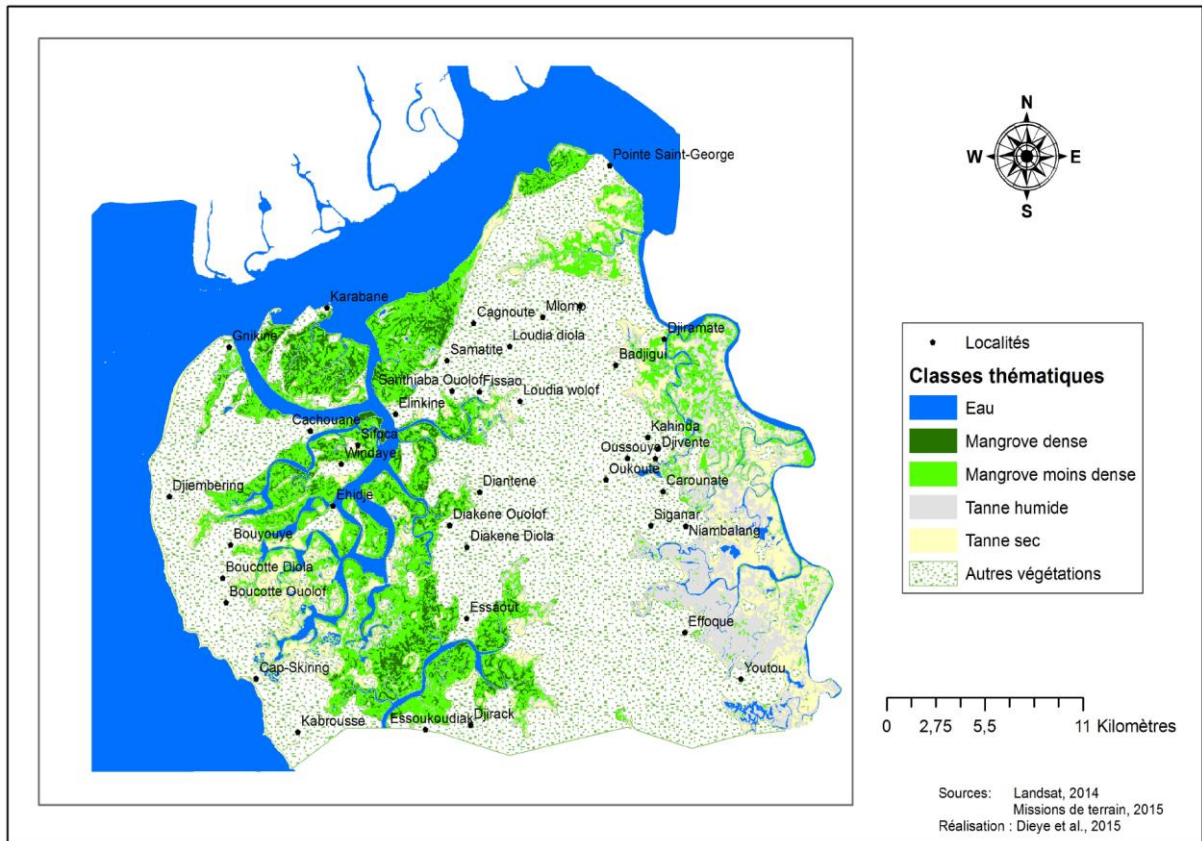 N
W E
S
Pointe Saint-George
Karabane
Cagnoute
Mlomp
Gnikine
Loudia diola
Djiramate
Samatite
Badjigui
Santhiaba Ouolof
Fissao
Loudia wolof
Elinkine
Cachouane
Sifoca
Windaye
Kahinda
Djivente
Oussouye
Oukoute
Djiembering
Ehidje
Diantene
Carounate
Diakene Ouolof
Siganar
Niambalang
Bouyouye
Diakene Diola
Boucotte Diola
Boucotte Ouolof
Essaout
Effoque
Cap-Skiring
Youtou
Kabrousse
Essoukoudiak
Djirack
Localités
Classes thématiques
Eau
Mangrove dense
Mangrove moins dense
Tanne humide
Tanne sec
Autres végétations
0 2,75 5,5 11 Kilomètres
Sources: Landsat, 2014
Missions de terrain, 2015
Réalisation : Dieye et al., 2015